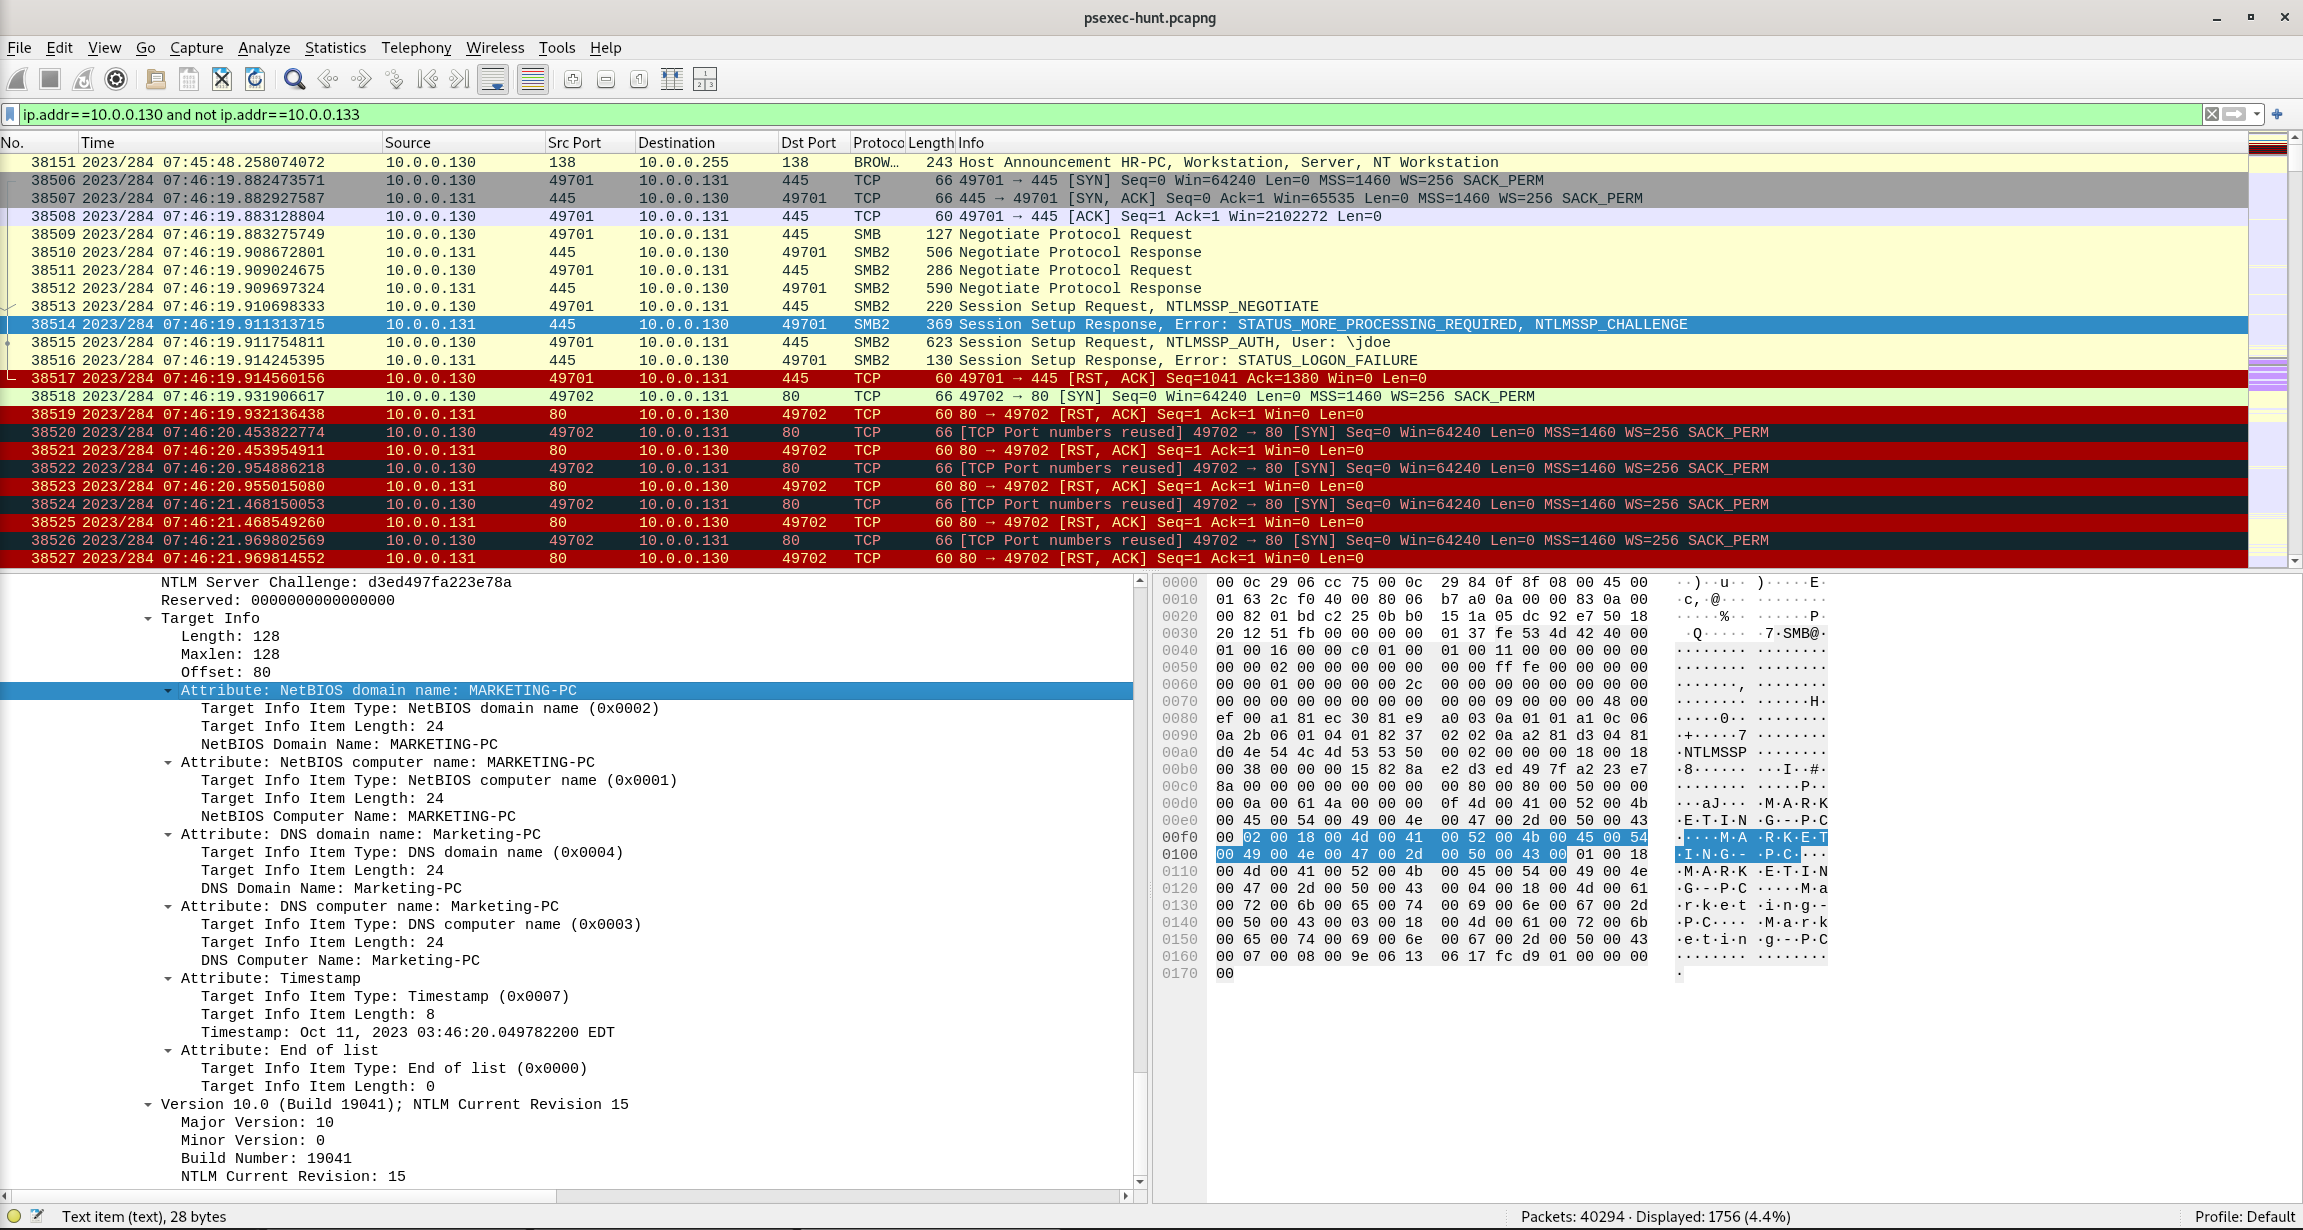 psexec-hunt.pcapng
File Edit View Go Capture Analyze Statistics Telephony Wireless Tools Help
ip.addr==10.0.0.130 and not ip.addr==10.0.0.133
No. Time Source Src Port Destination Dst Port Protoco Length Info
38151 2023/284 07:45:48.258074072 10.0.0.130 138 10.0.0.255 138 BROW… 243 Host Announcement HR-PC, Workstation, Server, NT Workstation
38506 2023/284 07:46:19.882473571 10.0.0.130 49701 10.0.0.131 445 TCP 66 49701 → 445 [SYN] Seq=0 Win=64240 Len=0 MSS=1460 WS=256 SACK_PERM
38507 2023/284 07:46:19.882927587 10.0.0.131 445 10.0.0.130 49701 TCP 66 445 → 49701 [SYN, ACK] Seq=0 Ack=1 Win=65535 Len=0 MSS=1460 WS=256 SACK_PERM
38508 2023/284 07:46:19.883128804 10.0.0.130 49701 10.0.0.131 445 TCP 60 49701 → 445 [ACK] Seq=1 Ack=1 Win=2102272 Len=0
38509 2023/284 07:46:19.883275749 10.0.0.130 49701 10.0.0.131 445 SMB 127 Negotiate Protocol Request
38510 2023/284 07:46:19.908672801 10.0.0.131 445 10.0.0.130 49701 SMB2 506 Negotiate Protocol Response
38511 2023/284 07:46:19.909024675 10.0.0.130 49701 10.0.0.131 445 SMB2 286 Negotiate Protocol Request
38512 2023/284 07:46:19.909697324 10.0.0.131 445 10.0.0.130 49701 SMB2 590 Negotiate Protocol Response
38513 2023/284 07:46:19.910698333 10.0.0.130 49701 10.0.0.131 445 SMB2 220 Session Setup Request, NTLMSSP_NEGOTIATE
38514 2023/284 07:46:19.911313715 10.0.0.131 445 10.0.0.130 49701 SMB2 369 Session Setup Response, Error: STATUS_MORE_PROCESSING_REQUIRED, NTLMSSP_CHALLENGE
38515 2023/284 07:46:19.911754811 10.0.0.130 49701 10.0.0.131 445 SMB2 623 Session Setup Request, NTLMSSP_AUTH, User: \jdoe
38516 2023/284 07:46:19.914245395 10.0.0.131 445 10.0.0.130 49701 SMB2 130 Session Setup Response, Error: STATUS_LOGON_FAILURE
38517 2023/284 07:46:19.914560156 10.0.0.130 49701 10.0.0.131 445 TCP 60 49701 → 445 [RST, ACK] Seq=1041 Ack=1380 Win=0 Len=0
38518 2023/284 07:46:19.931906617 10.0.0.130 49702 10.0.0.131 80 TCP 66 49702 → 80 [SYN] Seq=0 Win=64240 Len=0 MSS=1460 WS=256 SACK_PERM
38519 2023/284 07:46:19.932136438 10.0.0.131 80 10.0.0.130 49702 TCP 60 80 → 49702 [RST, ACK] Seq=1 Ack=1 Win=0 Len=0
38520 2023/284 07:46:20.453822774 10.0.0.130 49702 10.0.0.131 80 TCP 66 [TCP Port numbers reused] 49702 → 80 [SYN] Seq=0 Win=64240 Len=0 MSS=1460 WS=256 SACK_PERM
38521 2023/284 07:46:20.453954911 10.0.0.131 80 10.0.0.130 49702 TCP 60 80 → 49702 [RST, ACK] Seq=1 Ack=1 Win=0 Len=0
38522 2023/284 07:46:20.954886218 10.0.0.130 49702 10.0.0.131 80 TCP 66 [TCP Port numbers reused] 49702 → 80 [SYN] Seq=0 Win=64240 Len=0 MSS=1460 WS=256 SACK_PERM
38523 2023/284 07:46:20.955015080 10.0.0.131 80 10.0.0.130 49702 TCP 60 80 → 49702 [RST, ACK] Seq=1 Ack=1 Win=0 Len=0
38524 2023/284 07:46:21.468150053 10.0.0.130 49702 10.0.0.131 80 TCP 66 [TCP Port numbers reused] 49702 → 80 [SYN] Seq=0 Win=64240 Len=0 MSS=1460 WS=256 SACK_PERM
38525 2023/284 07:46:21.468549260 10.0.0.131 80 10.0.0.130 49702 TCP 60 80 → 49702 [RST, ACK] Seq=1 Ack=1 Win=0 Len=0
38526 2023/284 07:46:21.969802569 10.0.0.130 49702 10.0.0.131 80 TCP 66 [TCP Port numbers reused] 49702 → 80 [SYN] Seq=0 Win=64240 Len=0 MSS=1460 WS=256 SACK_PERM
38527 2023/284 07:46:21.969814552 10.0.0.131 80 10.0.0.130 49702 TCP 60 80 → 49702 [RST, ACK] Seq=1 Ack=1 Win=0 Len=0
NTLM Server Challenge: d3ed497fa223e78a
Reserved: 0000000000000000
Target Info
Length: 128
Maxlen: 128
Offset: 80
Attribute: NetBIOS domain name: MARKETING-PC
Target Info Item Type: NetBIOS domain name (0x0002)
Target Info Item Length: 24
NetBIOS Domain Name: MARKETING-PC
Attribute: NetBIOS computer name: MARKETING-PC
Target Info Item Type: NetBIOS computer name (0x0001)
Target Info Item Length: 24
NetBIOS Computer Name: MARKETING-PC
Attribute: DNS domain name: Marketing-PC
Target Info Item Type: DNS domain name (0x0004)
Target Info Item Length: 24
DNS Domain Name: Marketing-PC
Attribute: DNS computer name: Marketing-PC
Target Info Item Type: DNS computer name (0x0003)
Target Info Item Length: 24
DNS Computer Name: Marketing-PC
Attribute: Timestamp
Target Info Item Type: Timestamp (0x0007)
Target Info Item Length: 8
Timestamp: Oct 11, 2023 03:46:20.049782200 EDT
Attribute: End of list
Target Info Item Type: End of list (0x0000)
Target Info Item Length: 0
Version 10.0 (Build 19041); NTLM Current Revision 15
Major Version: 10
Minor Version: 0
Build Number: 19041
NTLM Current Revision: 15
0000 00 0c 29 06 cc 75 00 0c 29 84 0f 8f 08 00 45 00 ··)··u·· )·····E·
0010 01 63 2c f0 40 00 80 06 b7 a0 0a 00 00 83 0a 00 ·c,·@··· ········
0020 00 82 01 bd c2 25 0b b0 15 1a 05 dc 92 e7 50 18 ·····%·· ······P·
0030 20 12 51 fb 00 00 00 00 01 37 fe 53 4d 42 40 00 ·Q····· ·7·SMB@·
0040 01 00 16 00 00 c0 01 00 01 00 11 00 00 00 00 00 ········ ········
0050 00 00 02 00 00 00 00 00 00 00 ff fe 00 00 00 00 ········ ········
0060 00 00 01 00 00 00 00 2c 00 00 00 00 00 00 00 00 ·······, ········
0070 00 00 00 00 00 00 00 00 00 00 09 00 00 00 48 00 ········ ······H·
0080 ef 00 a1 81 ec 30 81 e9 a0 03 0a 01 01 a1 0c 06 ·····0·· ········
0090 0a 2b 06 01 04 01 82 37 02 02 0a a2 81 d3 04 81 ·+·····7 ········
00a0 d0 4e 54 4c 4d 53 53 50 00 02 00 00 00 18 00 18 ·NTLMSSP ········
00b0 00 38 00 00 00 15 82 8a e2 d3 ed 49 7f a2 23 e7 ·8······ ···I··#·
00c0 8a 00 00 00 00 00 00 00 00 80 00 80 00 50 00 00 ········ ·····P··
00d0 00 0a 00 61 4a 00 00 00 0f 4d 00 41 00 52 00 4b ···aJ··· ·M·A·R·K
00e0 00 45 00 54 00 49 00 4e 00 47 00 2d 00 50 00 43 ·E·T·I·N ·G·-·P·C
00f0 00 02 00 18 00 4d 00 41 00 52 00 4b 00 45 00 54 ·····M·A ·R·K·E·T
0100 00 49 00 4e 00 47 00 2d 00 50 00 43 00 01 00 18 ·I·N·G·- ·P·C····
0110 00 4d 00 41 00 52 00 4b 00 45 00 54 00 49 00 4e ·M·A·R·K ·E·T·I·N
0120 00 47 00 2d 00 50 00 43 00 04 00 18 00 4d 00 61 ·G·-·P·C ·····M·a
0130 00 72 00 6b 00 65 00 74 00 69 00 6e 00 67 00 2d ·r·k·e·t ·i·n·g·-
0140 00 50 00 43 00 03 00 18 00 4d 00 61 00 72 00 6b ·P·C···· ·M·a·r·k
0150 00 65 00 74 00 69 00 6e 00 67 00 2d 00 50 00 43 ·e·t·i·n ·g·-·P·C
0160 00 07 00 08 00 9e 06 13 06 17 fc d9 01 00 00 00 ········ ········
0170 00 ·
Text item (text), 28 bytes Packets: 40294 · Displayed: 1756 (4.4%) Profile: Default